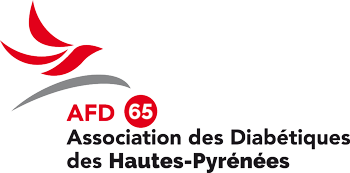 AFD 65
Association des Diabétiques
des Hautes-Pyrénées